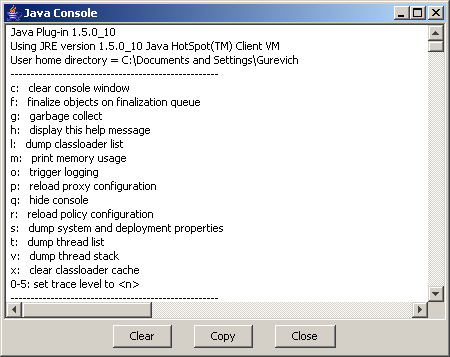 Java Console
Java Plug-in 1.5.0_10
Using JRE version 1.5.0_10 Java HotSpot(TM) Client VM
User home directory = C:\Documents and Settings\Gurevich
----------------------------------------------------
c:   clear console window
f:   finalize objects on finalization queue
g:   garbage collect
h:   display this help message
l:   dump classloader list
m:   print memory usage
o:   trigger logging
p:   reload proxy configuration
q:   hide console
r:   reload policy configuration
s:   dump system and deployment properties
t:   dump thread list
v:   dump thread stack
x:   clear classloader cache
0-5: set trace level to <n>
----------------------------------------------------
Clear Copy Close